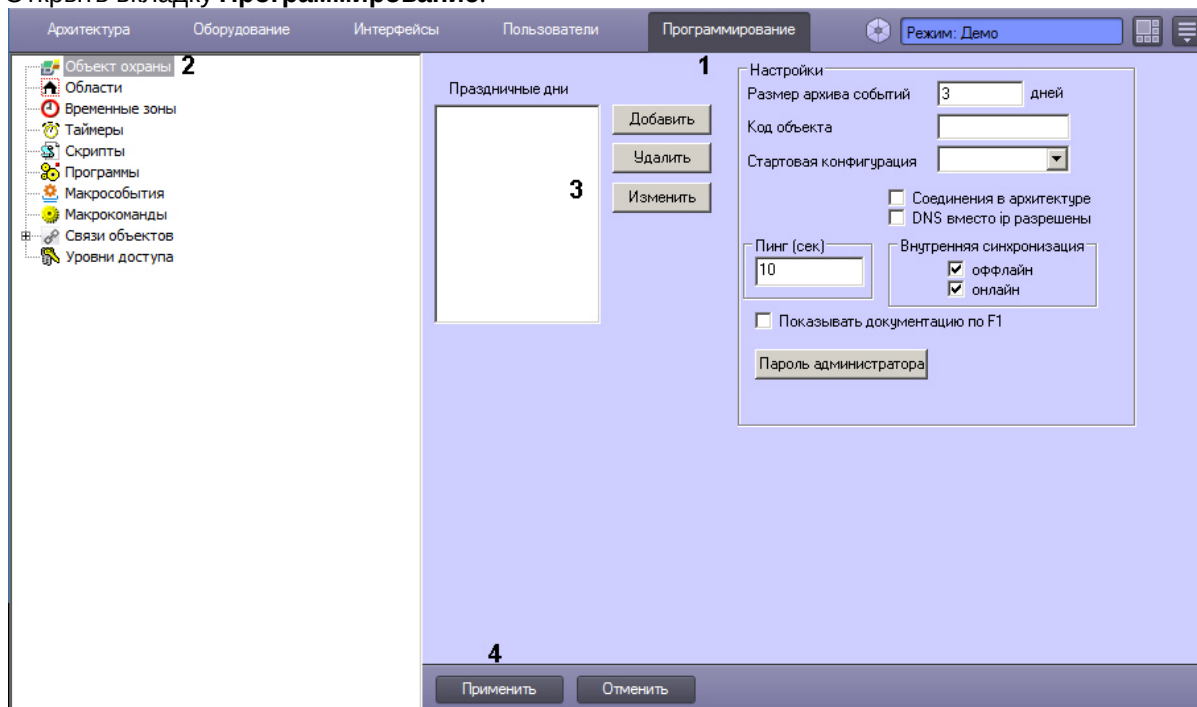 Открыть вкладку Программирование.
Архитектура Оборудование Интерфейсы Пользователи Программирование Режим: Демо
1
Объект охраны 2
Области
Временные зоны
Таймеры
Скрипты
Программы
Макрособытия
Макрокоманды
Связи объектов
Уровни доступа
Праздничные дни
3
Добавить
Удалить
Изменить
Настройки
Размер архива событий 3 дней
Код объекта
Стартовая конфигурация
Соединения в архитектуре
DNS вместо ip разрешены
Пинг (сек)
10
Внутренняя синхронизация
оффлайн
онлайн
Показывать документацию по F1
Пароль администратора
4
Применить Отменить